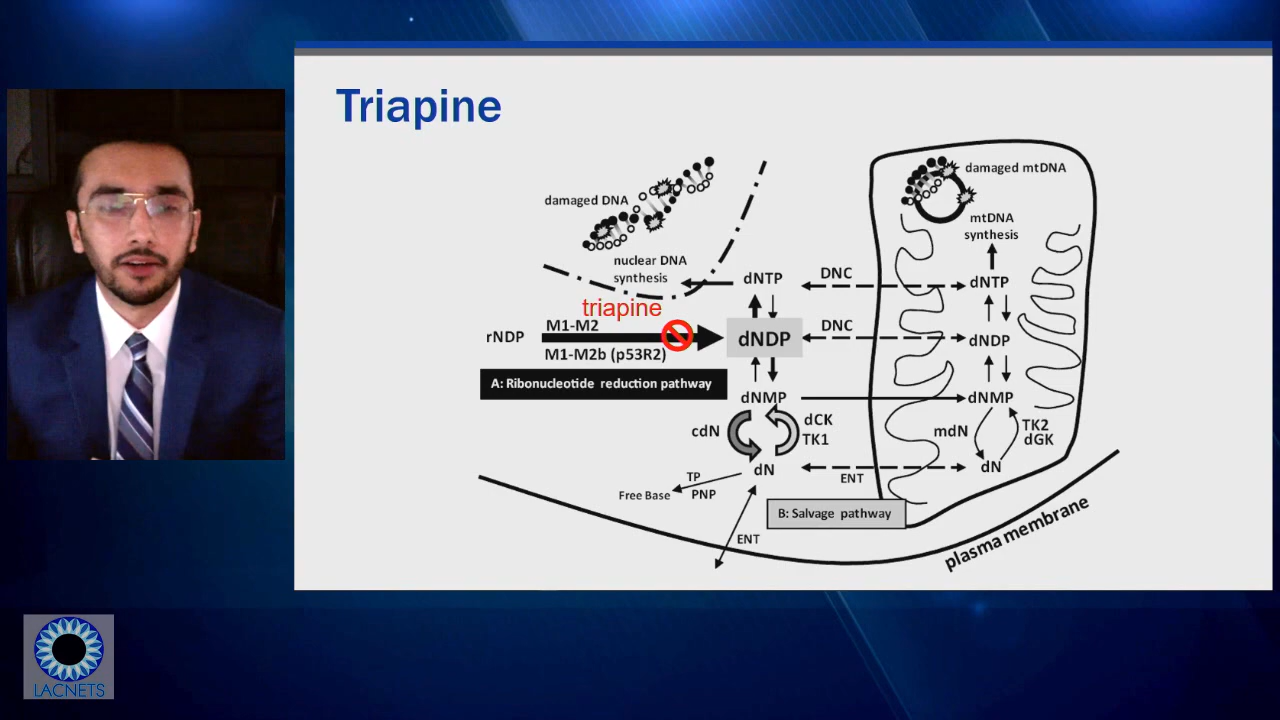 Triapine
damaged DNA
damaged mtDNA
mtDNA
synthesis
nuclear DNA
synthesis
dNTP
DNC
dNTP
triapine
M1-M2
rNDP
dNDP
DNC
dNDP
M1-M2b (p53R2)
A: Ribonucleotide reduction pathway
dNMP
dNMP
cdN
dCK
TK1
mdN
TK2
dGK
dN
dN
ENT
TP
Free Base
PNP
B: Salvage pathway
ENT
plasma membrane
LACNETS